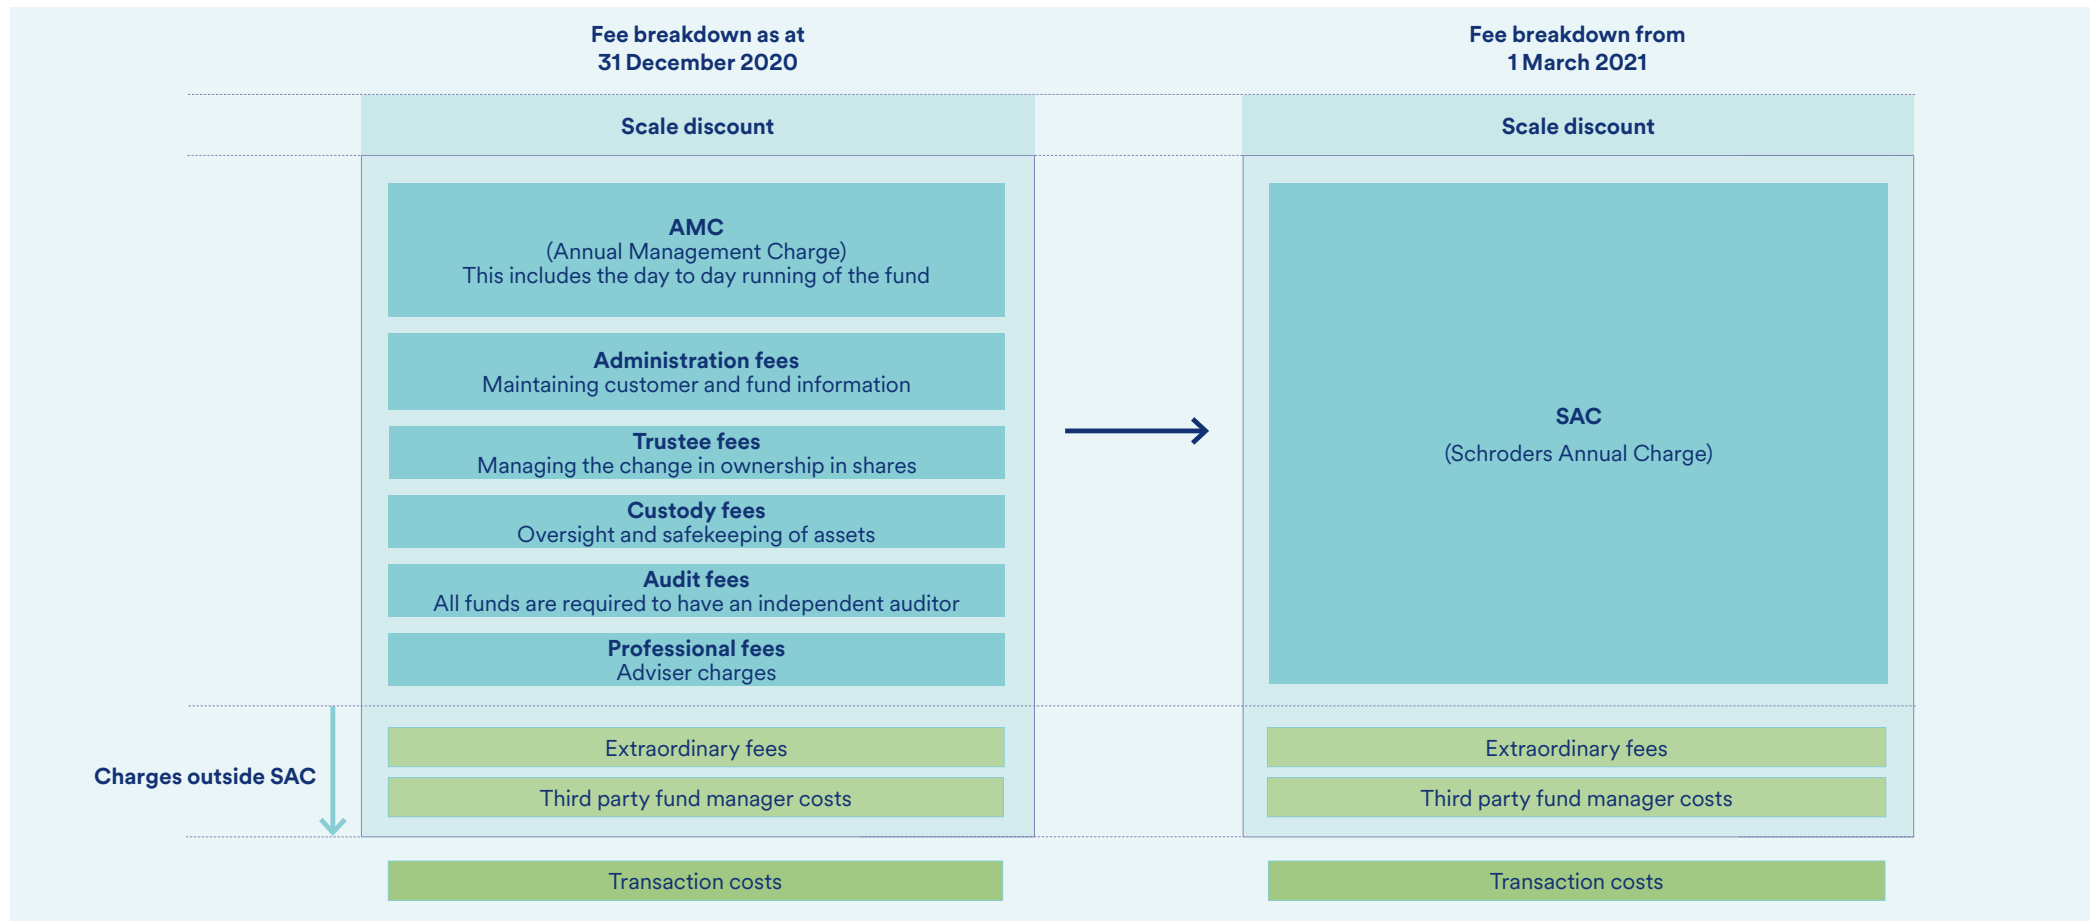 Fee breakdown as at
31 December 2020
Scale discount
AMC
(Annual Management Charge)
This includes the day to day running of the fund
Administration fees
Maintaining customer and fund information
Trustee fees
Managing the change in ownership in shares
Custody fees
Oversight and safekeeping of assets
Audit fees
All funds are required to have an independent auditor
Professional fees
Adviser charges
Charges outside SAC
Extraordinary fees
Third party fund manager costs
Transaction costs
Fee breakdown from
1 March 2021
Scale discount
SAC
(Schroders Annual Charge)
Extraordinary fees
Third party fund manager costs
Transaction costs